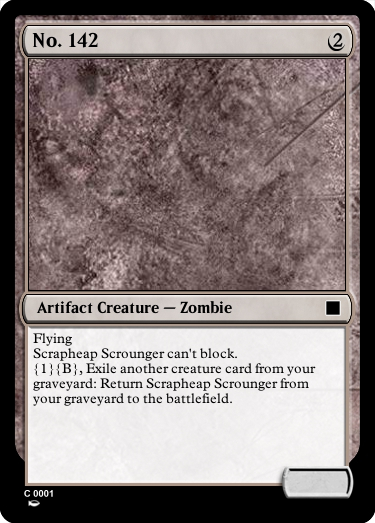 No. 142
2
Artifact Creature — Zombie
Flying
Scrapheap Scrounger can't block.
{1}{B}, Exile another creature card from your
graveyard: Return Scrapheap Scrounger from
your graveyard to the battlefield.
C 0001